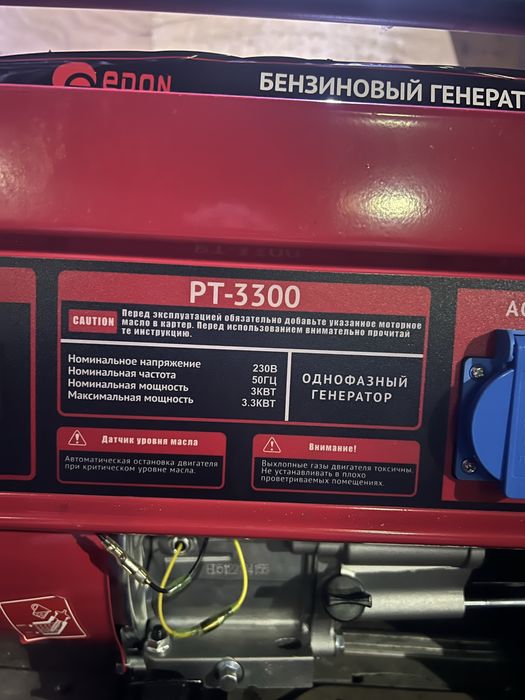 EDON
БЕНЗИНОВЫЙ ГЕНЕРАТ
PT-3300
CAUTION
Перед эксплуатацией обязательно добавьте указанное моторное
масло в картер. Перед использованием внимательно прочитай
те инструкцию.
Номинальное напряжение 230В
Номинальная частота 50ГЦ
Номинальная мощность 3КВТ
Максимальная мощность 3.3КВТ
ОДНОФАЗНЫЙ
ГЕНЕРАТОР
Датчик уровня масла
Автоматическая остановка двигателя
при критическом уровне масла.
Внимание!
Выхлопные газы двигателя токсичны.
Не устанавливать в плохо
проветриваемых помещениях.